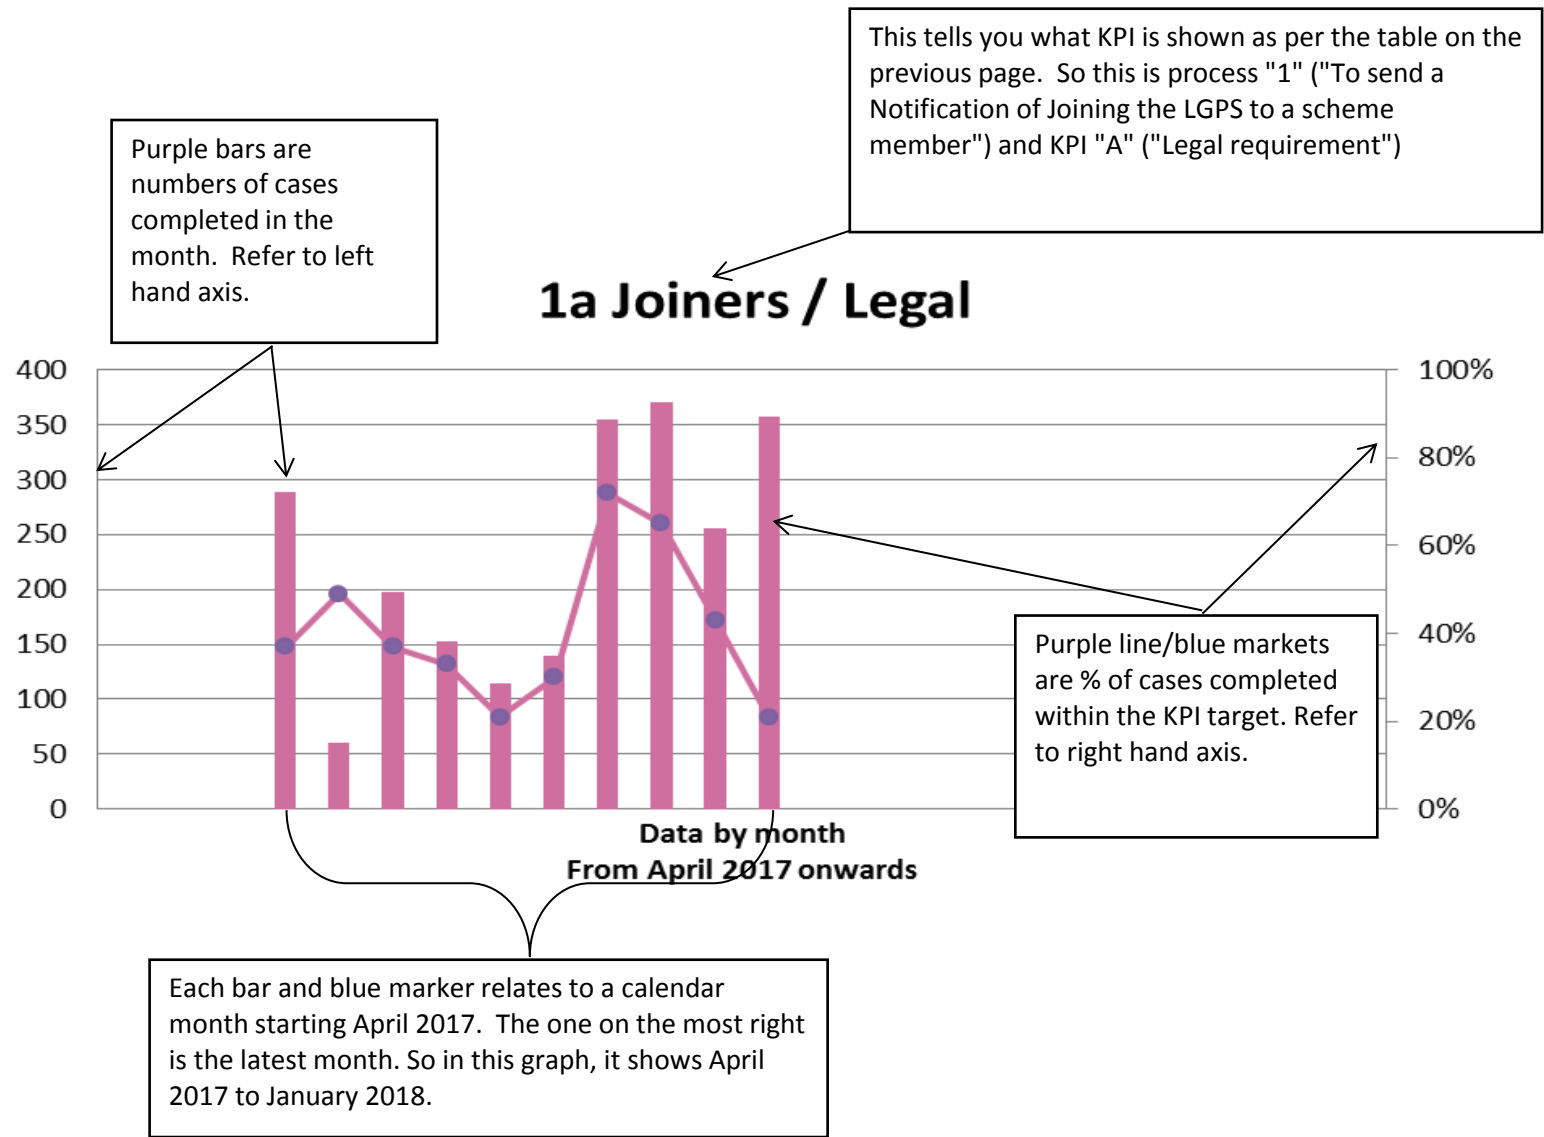 This tells you what KPI is shown as per the table on the
previous page.  So this is process "1" ("To send a
Notification of Joining the LGPS to a scheme
member") and KPI "A" ("Legal requirement")
Purple bars are
numbers of cases
completed in the
month.  Refer to left
hand axis.
1a Joiners / Legal
400
350
300
250
200
150
100
50
0
100%
80%
60%
40%
20%
0%
Purple line/blue markets
are % of cases completed
within the KPI target. Refer
to right hand axis.
Data by month
From April 2017 onwards
Each bar and blue marker relates to a calendar
month starting April 2017.  The one on the most right
is the latest month. So in this graph, it shows April
2017 to January 2018.